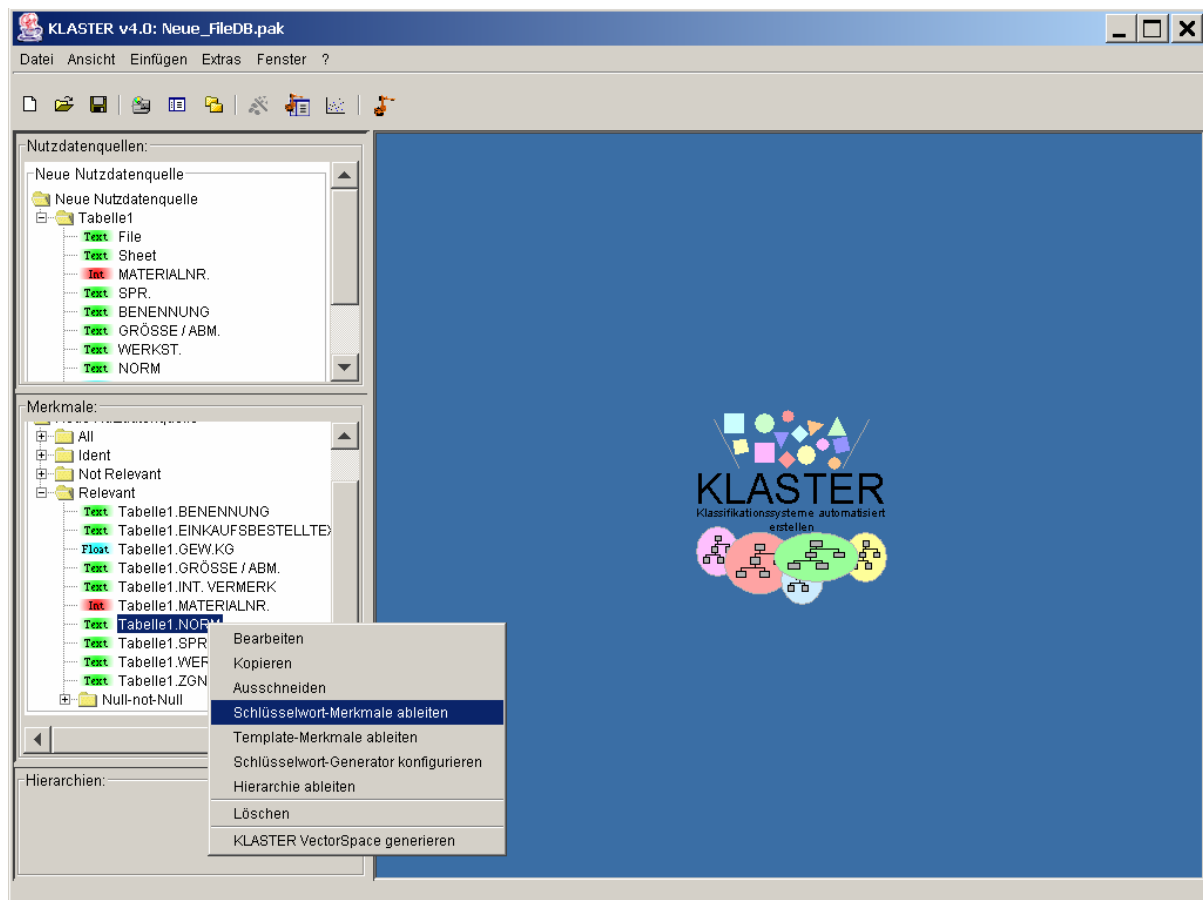 KLASTER v4.0: Neue_FileDB.pak
Datei Ansicht Einfügen Extras Fenster ?
Nutzdatenquellen:
Neue Nutzdatenquelle
Neue Nutzdatenquelle
Tabelle1
Text File
Text Sheet
Int MATERIALNR.
Text SPR.
Text BENENNUNG
Text GRÖSSE / ABM.
Text WERKST.
Text NORM
Merkmale:
All
Ident
Not Relevant
Relevant
Text Tabelle1.BENENNUNG
Text Tabelle1.EINKAUFSBESTELLTE
Float Tabelle1.GEW.KG
Text Tabelle1.GRÖSSE / ABM.
Text Tabelle1.INT. VERMERK
Int Tabelle1.MATERIALNR.
Text Tabelle1.NORM
Text Tabelle1.SPR
Text Tabelle1.WER
Text Tabelle1.ZGN
Null-not-Null
Hierarchien:
Bearbeiten
Kopieren
Ausschneiden
Schlüsselwort-Merkmale ableiten
Template-Merkmale ableiten
Schlüsselwort-Generator konfigurieren
Hierarchie ableiten
Löschen
KLASTER VectorSpace generieren
KLASTER
Klassifikationssysteme automatisiert
erstellen